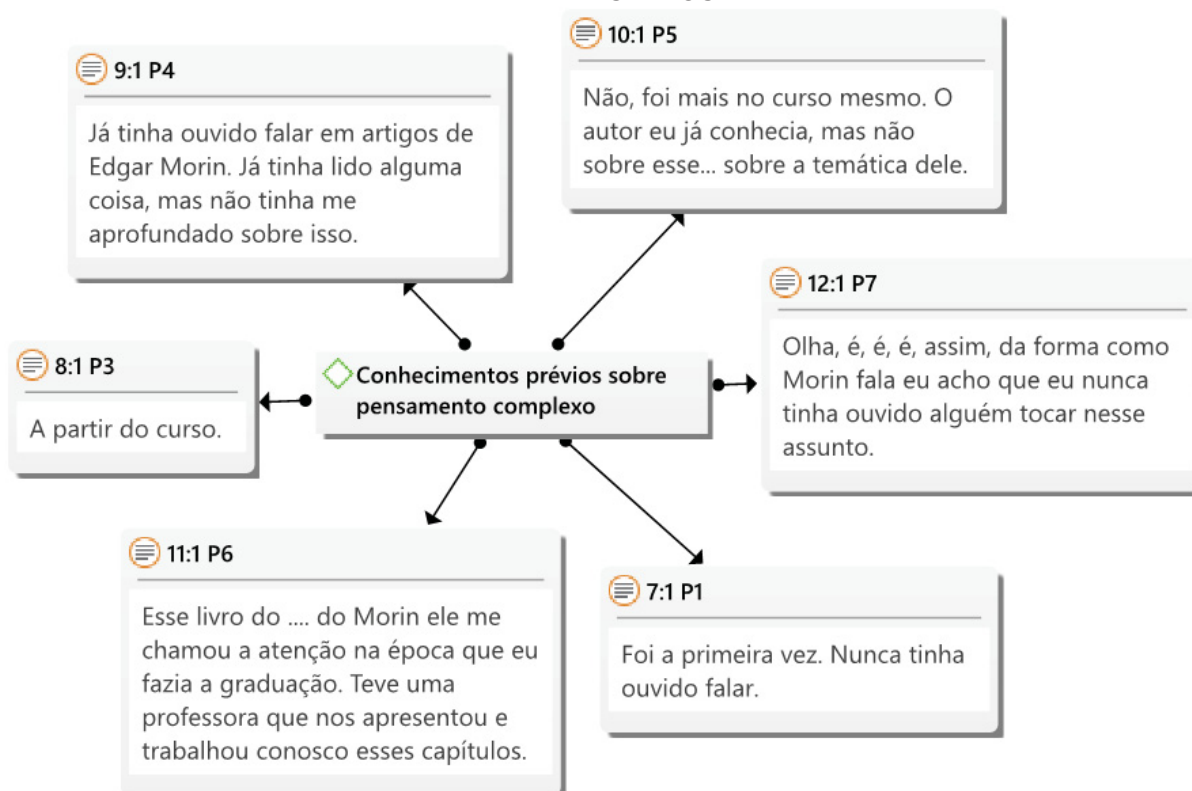 9:1 P4
Já tinha ouvido falar em artigos de
Edgar Morin. Já tinha lido alguma
coisa, mas não tinha me
aprofundado sobre isso.
10:1 P5
Não, foi mais no curso mesmo. O
autor eu já conhecia, mas não
sobre esse... sobre a temática dele.
12:1 P7
Olha, é, é, é, assim, da forma como
Morin fala eu acho que eu nunca
tinha ouvido alguém tocar nesse
assunto.
8:1 P3
A partir do curso.
Conhecimentos prévios sobre
pensamento complexo
11:1 P6
Esse livro do .... do Morin ele me
chamou a atenção na época que eu
fazia a graduação. Teve uma
professora que nos apresentou e
trabalhou conosco esses capítulos.
7:1 P1
Foi a primeira vez. Nunca tinha
ouvido falar.